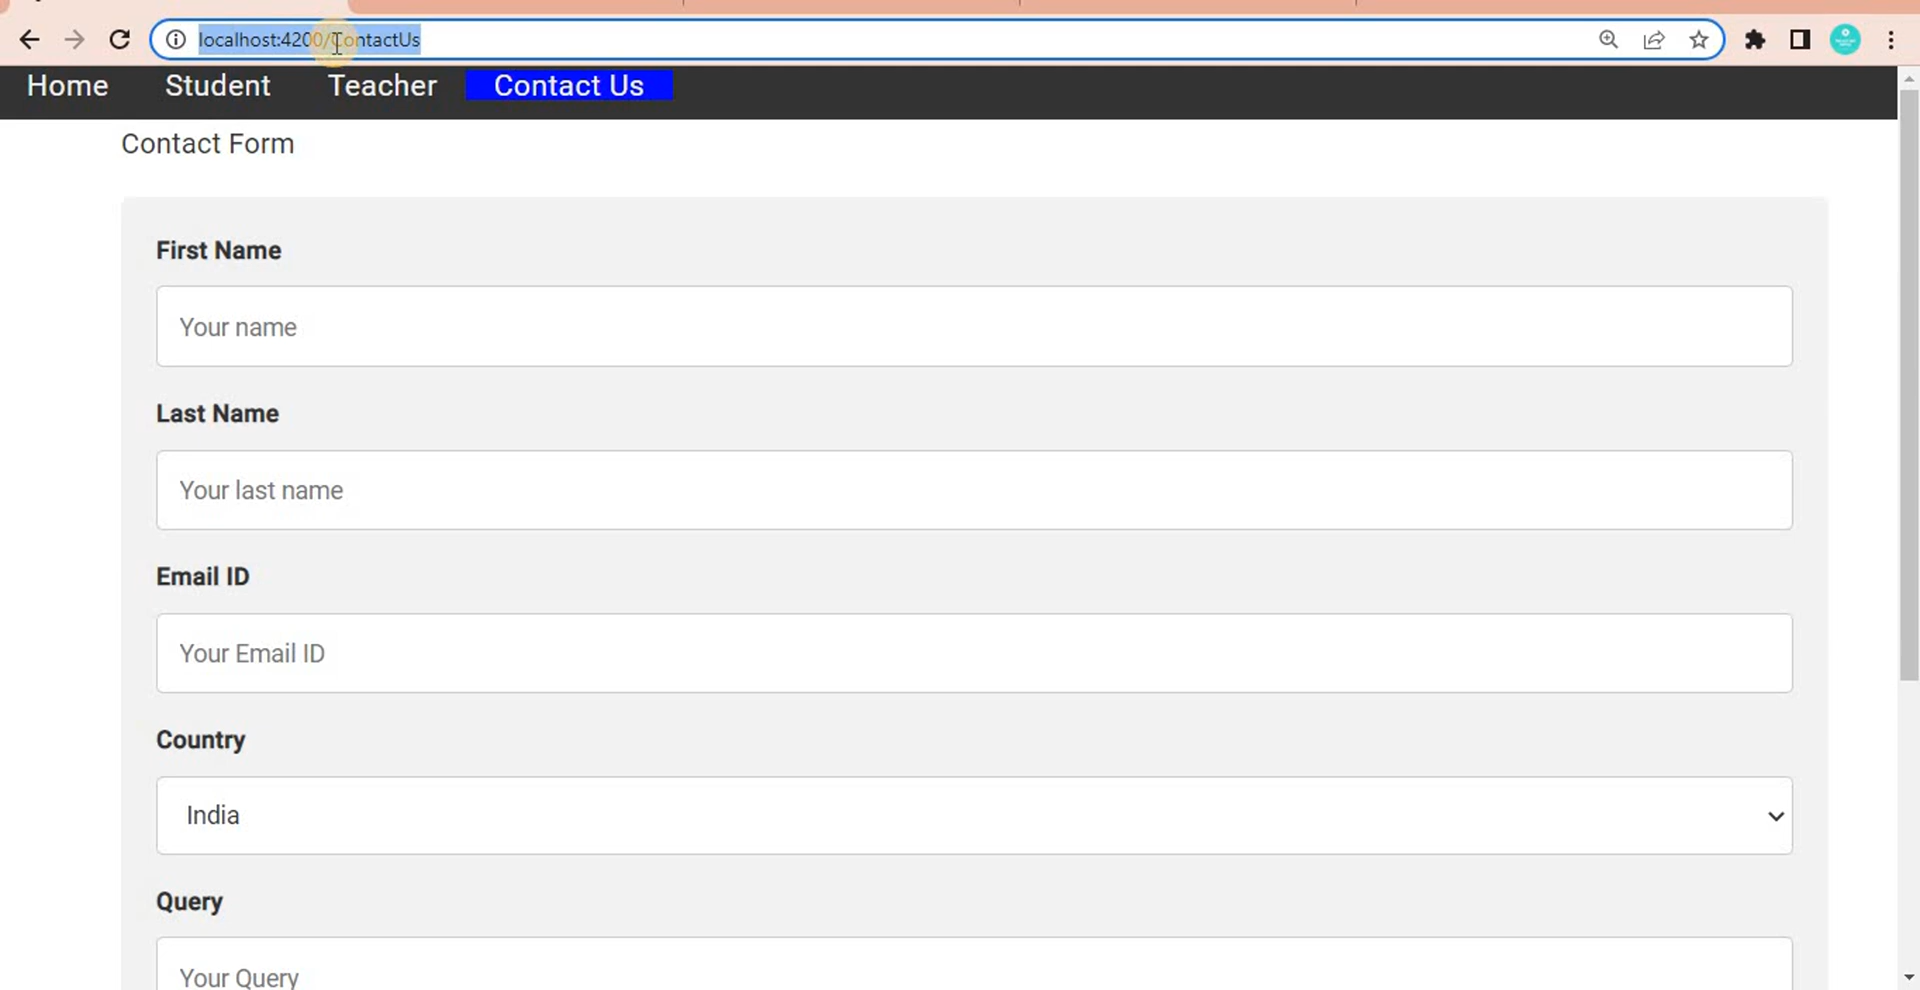 localhost:4200/ContactUs
Home Student Teacher Contact Us
Contact Form
First Name
Your name
Last Name
Your last name
Email ID
Your Email ID
Country
India
Query
Your Query